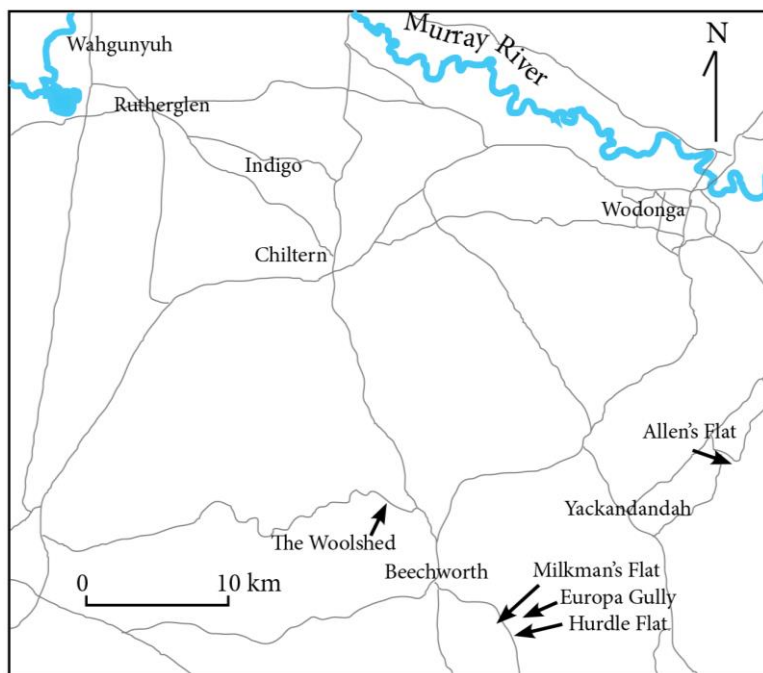 Wahgunyuh
Murray River
N
Rutherglen
Indigo
Wodonga
Chiltern
Allen's Flat
Yackandandah
The Woolshed
0 10 km
Beechworth
Milkman's Flat
Europa Gully
Hurdle Flat